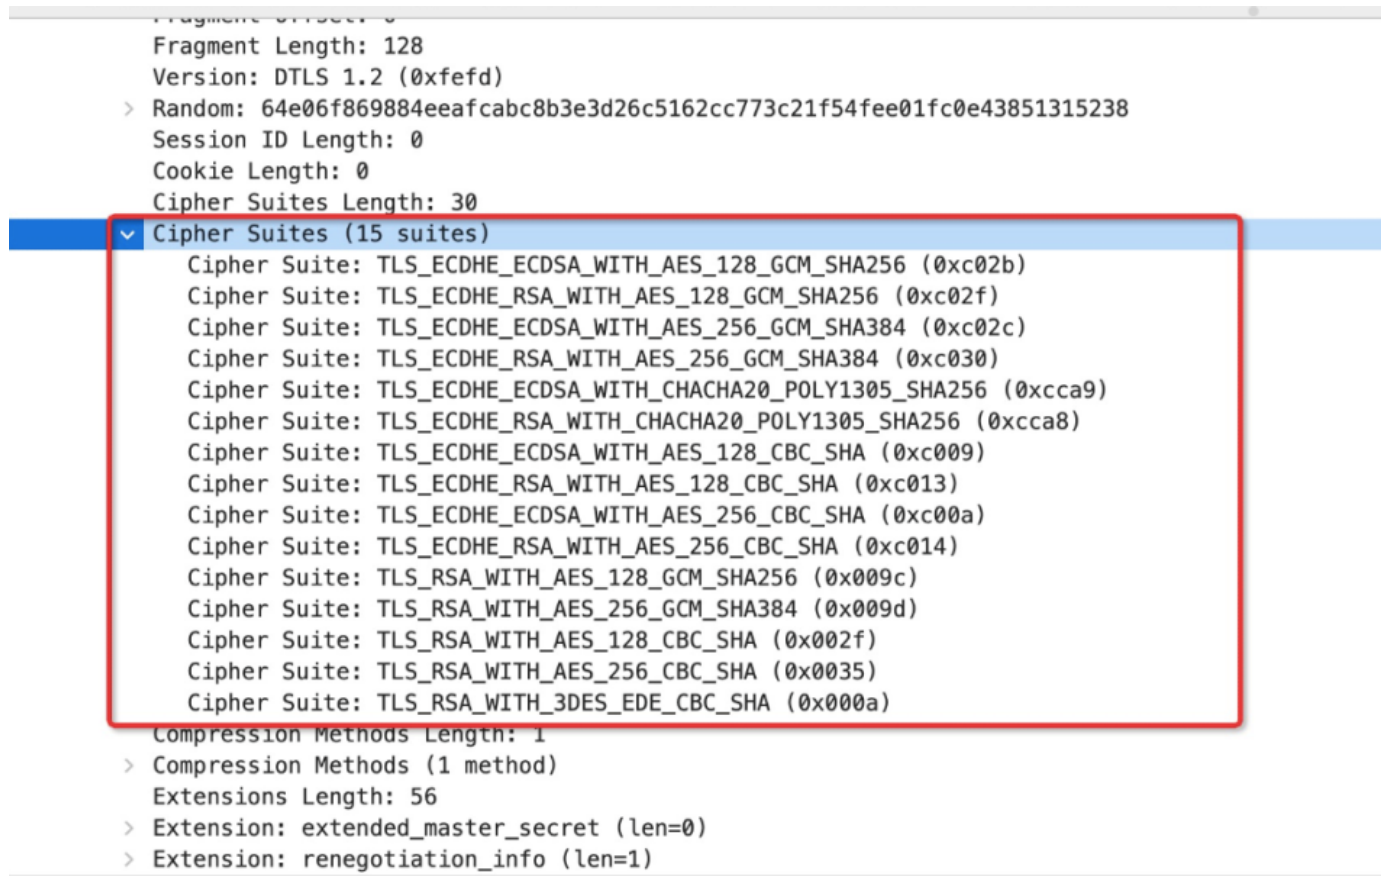 Fragment Offset: 0
Fragment Length: 128
Version: DTLS 1.2 (0xfefd)
Random: 64e06f869884eeafcabc8b3e3d26c5162cc773c21f54fee01fc0e43851315238
Session ID Length: 0
Cookie Length: 0
Cipher Suites Length: 30
Cipher Suites (15 suites)
Cipher Suite: TLS_ECDHE_ECDSA_WITH_AES_128_GCM_SHA256 (0xc02b)
Cipher Suite: TLS_ECDHE_RSA_WITH_AES_128_GCM_SHA256 (0xc02f)
Cipher Suite: TLS_ECDHE_ECDSA_WITH_AES_256_GCM_SHA384 (0xc02c)
Cipher Suite: TLS_ECDHE_RSA_WITH_AES_256_GCM_SHA384 (0xc030)
Cipher Suite: TLS_ECDHE_ECDSA_WITH_CHACHA20_POLY1305_SHA256 (0xcca9)
Cipher Suite: TLS_ECDHE_RSA_WITH_CHACHA20_POLY1305_SHA256 (0xcca8)
Cipher Suite: TLS_ECDHE_ECDSA_WITH_AES_128_CBC_SHA (0xc009)
Cipher Suite: TLS_ECDHE_RSA_WITH_AES_128_CBC_SHA (0xc013)
Cipher Suite: TLS_ECDHE_ECDSA_WITH_AES_256_CBC_SHA (0xc00a)
Cipher Suite: TLS_ECDHE_RSA_WITH_AES_256_CBC_SHA (0xc014)
Cipher Suite: TLS_RSA_WITH_AES_128_GCM_SHA256 (0x009c)
Cipher Suite: TLS_RSA_WITH_AES_256_GCM_SHA384 (0x009d)
Cipher Suite: TLS_RSA_WITH_AES_128_CBC_SHA (0x002f)
Cipher Suite: TLS_RSA_WITH_AES_256_CBC_SHA (0x0035)
Cipher Suite: TLS_RSA_WITH_3DES_EDE_CBC_SHA (0x000a)
Compression Methods Length: 1
Compression Methods (1 method)
Extensions Length: 56
Extension: extended_master_secret (len=0)
Extension: renegotiation_info (len=1)